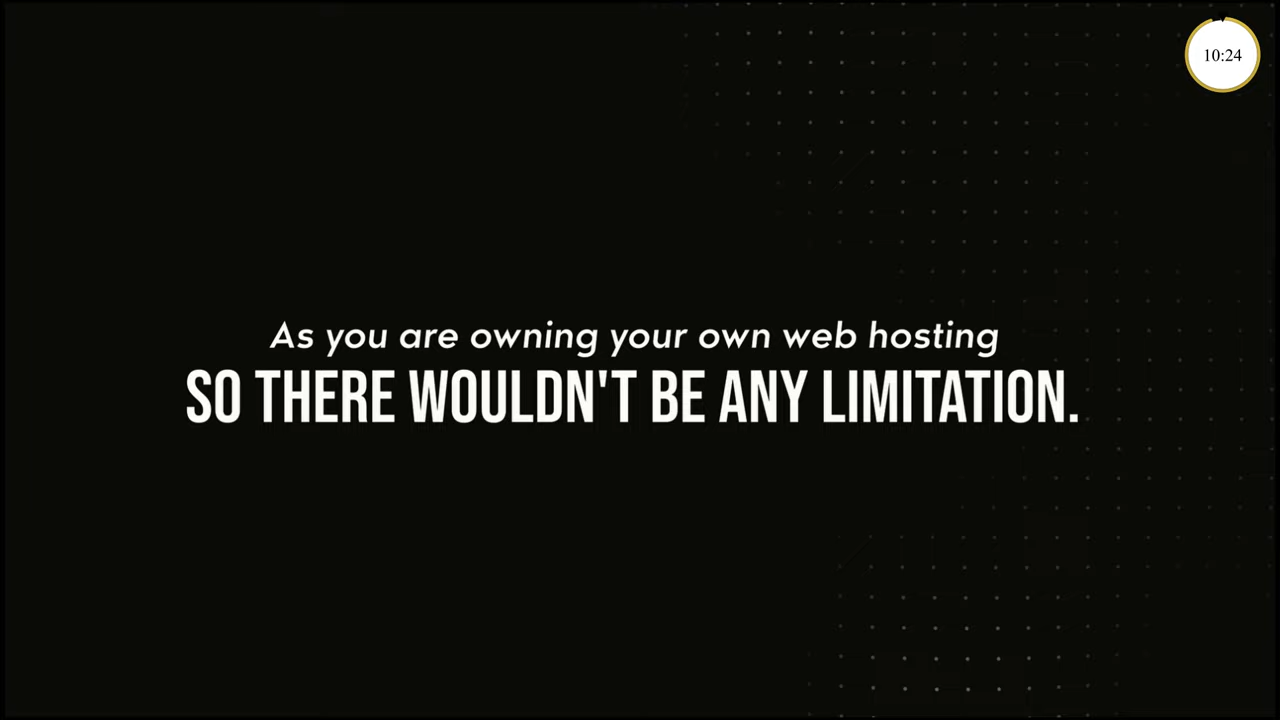 10:24
As you are owning your own web hosting
SO THERE WOULDN'T BE ANY LIMITATION.